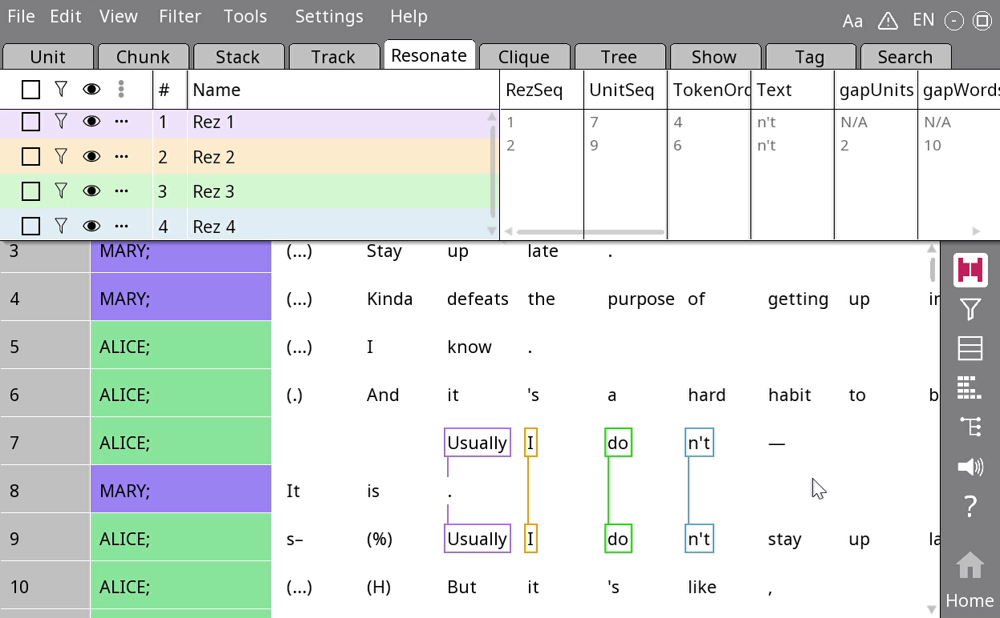 File Edit View Filter Tools Settings Help Aa EN
Unit Chunk Stack Track Resonate Clique Tree Show Tag Search
# Name RezSeq UnitSeq TokenOrd Text gapUnits gapWords
1 Rez 1 1 7 4 n't N/A N/A
2 Rez 2 2 9 6 n't 2 10
3 Rez 3
4 Rez 4
3 MARY; (...) Stay up late .
4 MARY; (...) Kinda defeats the purpose of getting up in
5 ALICE; (...) I know .
6 ALICE; (.) And it 's a hard habit to b
7 ALICE; Usually I do n't —
8 MARY; It is .
9 ALICE; s– (%) Usually I do n't stay up la
10 ALICE; (...) (H) But it 's like ,
Home